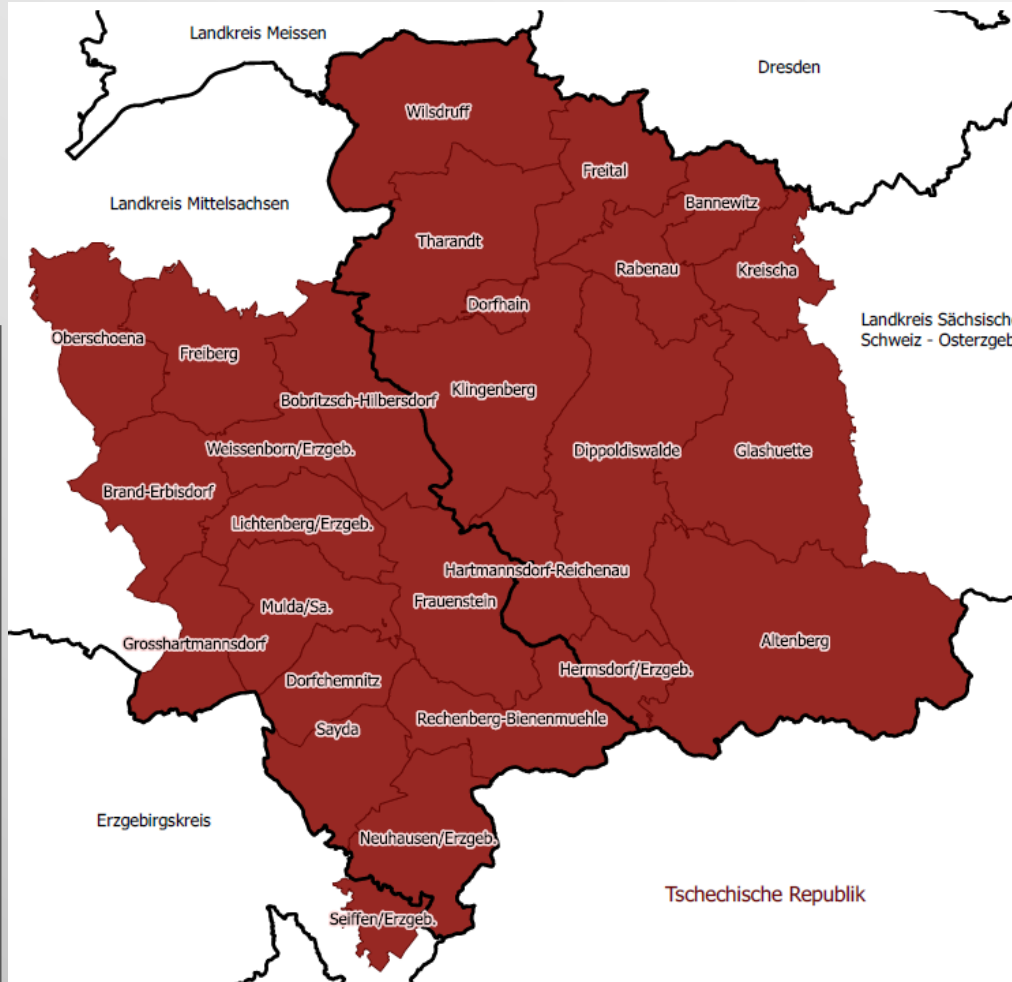 Landkreis Meissen
Dresden
Wilsdruff
Freital
Landkreis Mittelsachsen
Bannewitz
Tharandt
Rabenau
Kreischa
Dorfhain
Landkreis Sächsische
Schweiz - Osterzgeb
Oberschoena
Freiberg
Klingenberg
Bobritzsch-Hilbersdorf
Weissenborn/Erzgeb.
Dippoldiswalde
Glashuette
Brand-Erbisdorf
Lichtenberg/Erzgeb.
Hartmannsdorf-Reichenau
Frauenstein
Mulda/Sa.
Grosshartmannsdorf
Altenberg
Hermsdorf/Erzgeb.
Dorfchemnitz
Rechenberg-Bienenmuehle
Sayda
Erzgebirgskreis
Neuhausen/Erzgeb.
Tschechische Republik
Seiffen/Erzgeb.